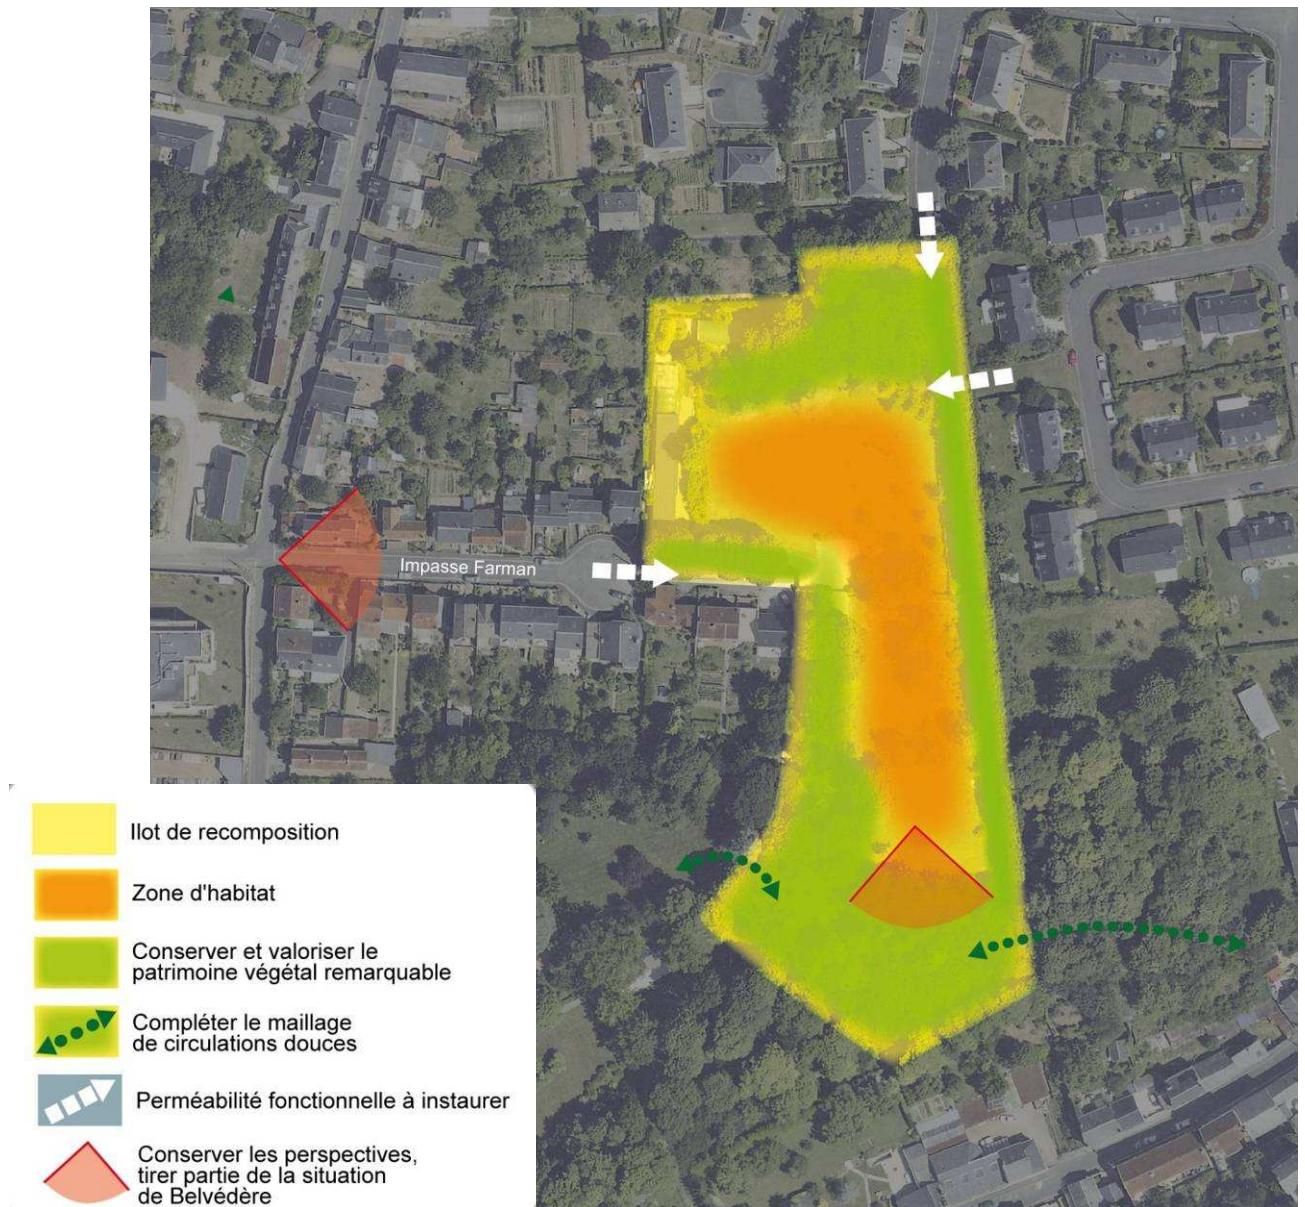 Impasse Farman
Ilot de recomposition
Zone d'habitat
Conserver et valoriser le
patrimoine végétal remarquable
Compléter le maillage
de circulations douces
Perméabilité fonctionnelle à instaurer
Conserver les perspectives,
tirer partie de la situation
de Belvédère